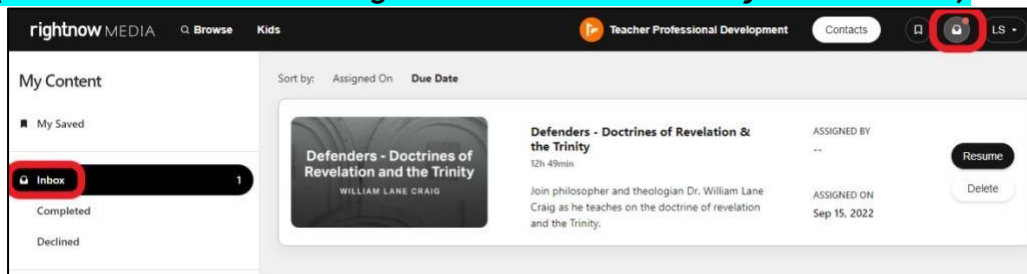 rightnow MEDIA Browse Kids Teacher Professional Development Contacts LS
My Content
My Saved
Inbox 1
Completed
Declined
Sort by: Assigned On Due Date
Defenders - Doctrines of
Revelation and the Trinity
WILLIAM LANE CRAIG
Defenders - Doctrines of Revelation &
the Trinity
12h 49min
Join philosopher and theologian Dr. William Lane
Craig as he teaches on the doctrine of revelation
and the Trinity.
ASSIGNED BY
--
ASSIGNED ON
Sep 15, 2022
Resume
Delete